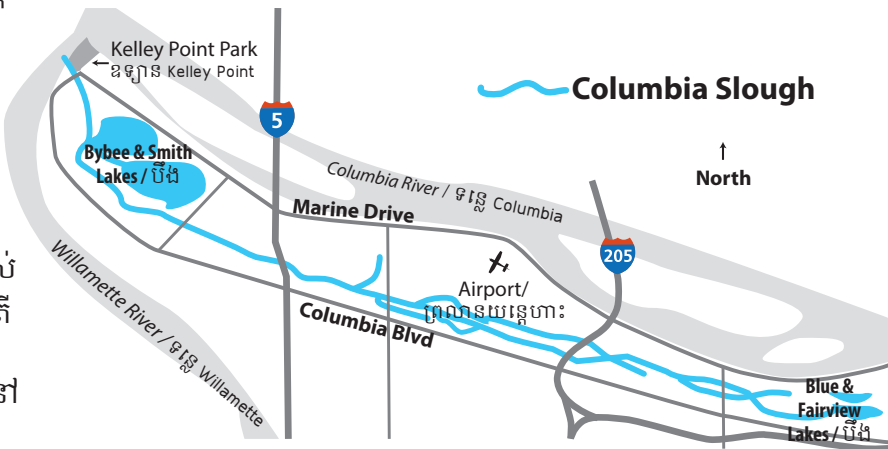 Kelley Point Park
ឧទ្យាន Kelley Point
5
Columbia Slough
Bybee & Smith
Lakes / បឹង
North
Columbia River / ទន្លេ Columbia
Marine Drive
205
Airport/
ព្រលានយន្តហោះ
Willamette River / ទន្លេ Willamette
Columbia Blvd
Blue &
Fairview
Lakes / បឹង